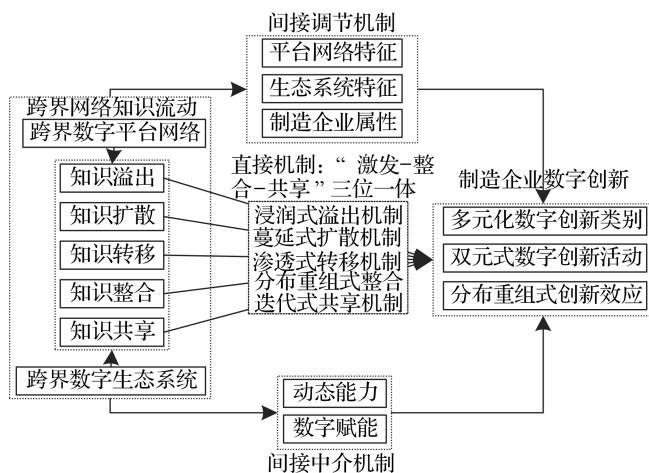 间接调节机制
平台网络特征
生态系统特征
制造企业属性
跨界网络知识流动
跨界数字平台网络
知识溢出
知识扩散
知识转移
知识整合
知识共享
跨界数字生态系统
直接机制：“激发-整
合-共享”三位一体
浸润式溢出机制
蔓延式扩散机制
渗透式转移机制
分布重组式整合
迭代式共享机制
制造企业数字创新
多元化数字创新类别
双元式数字创新活动
分布重组式创新效应
动态能力
数字赋能
间接中介机制